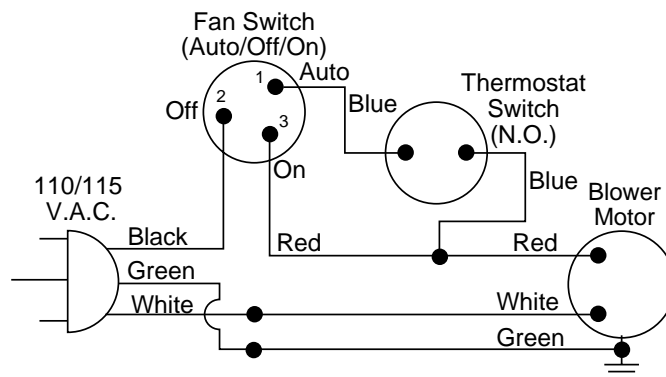 Fan Switch
(Auto/Off/On)
1
Auto
2
Off
3
On
Blue
Thermostat
Switch
(N.O.)
Blue
110/115
V.A.C.
Blower
Motor
Black
Red
Red
Green
White
White
Green